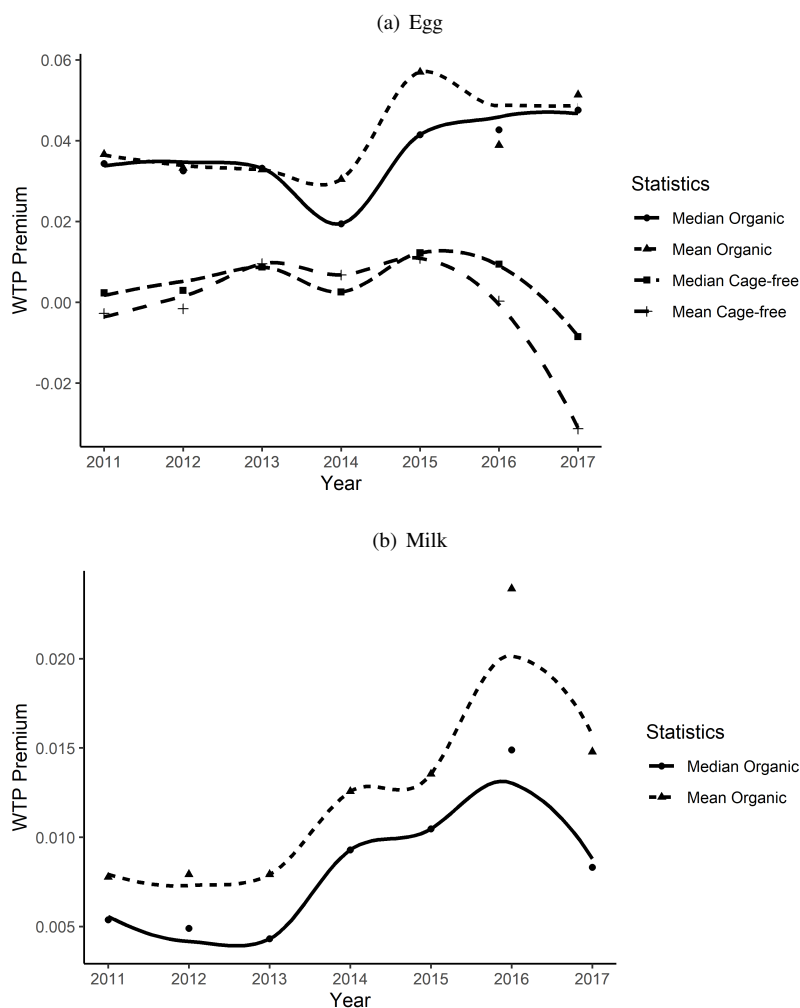 (a) Egg
0.06
0.04
0.02
0.00
-0.02
WTP Premium
2011 2012 2013 2014 2015 2016 2017
Year
Statistics
Median Organic
Mean Organic
Median Cage-free
Mean Cage-free
(b) Milk
0.020
0.015
0.010
0.005
WTP Premium
2011 2012 2013 2014 2015 2016 2017
Year
Statistics
Median Organic
Mean Organic